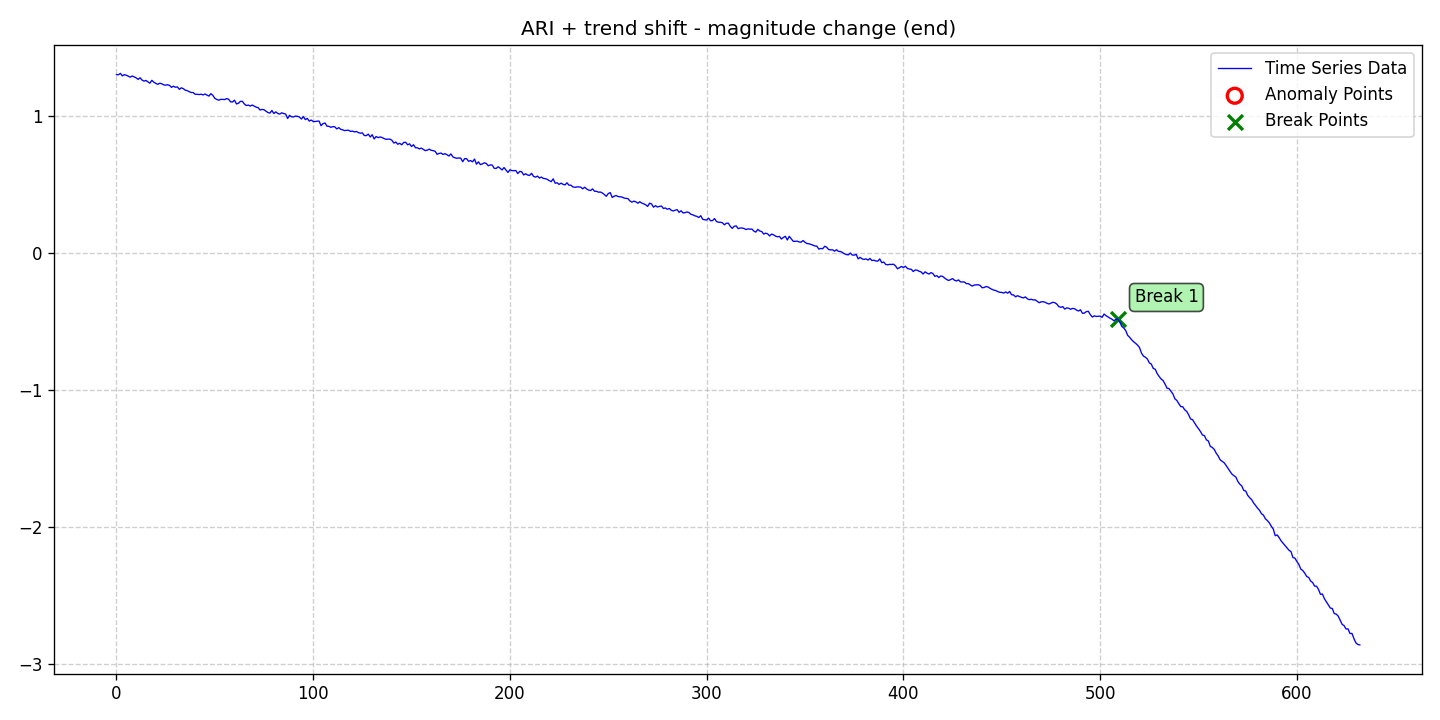 ARI + trend shift - magnitude change (end)
Time Series Data
Anomaly Points
Break Points
Break 1
1
0
−1
−2
−3
0 100 200 300 400 500 600